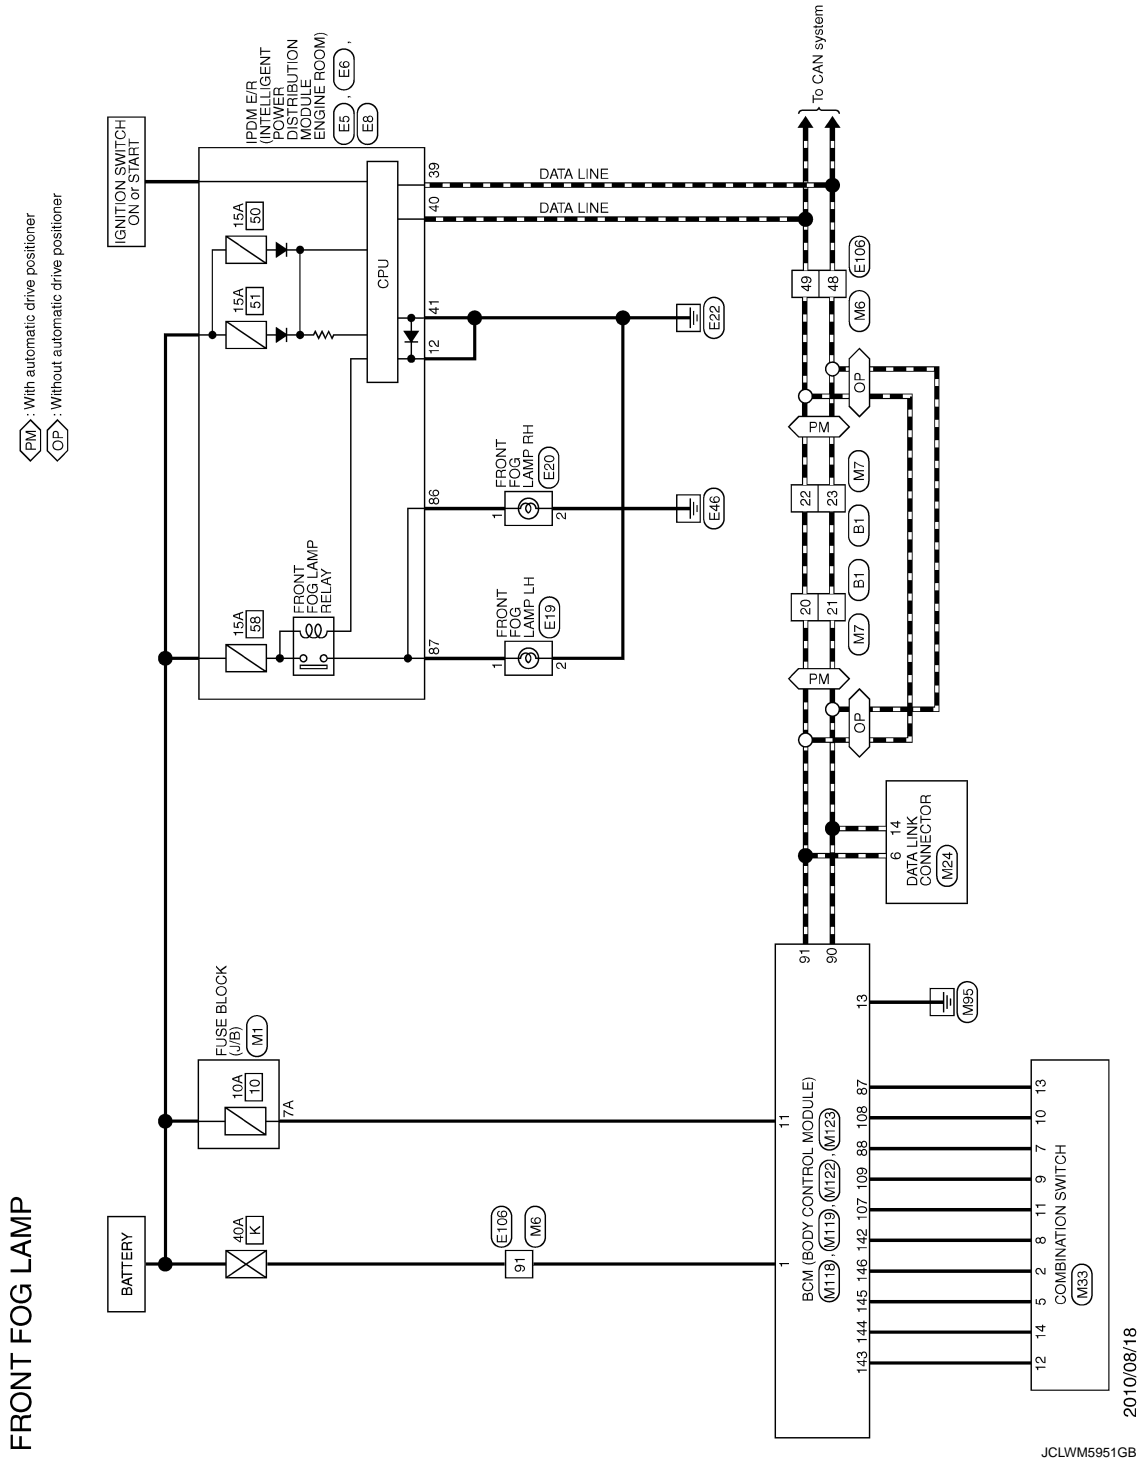 FRONT FOG LAMP
PM : With automatic drive positioner
OP : Without automatic drive positioner
BATTERY
IGNITION SWITCH
ON or START
40A
K
FUSE BLOCK
(J/B)
M1
10A
10
7A
IPDM E/R
(INTELLIGENT
POWER
DISTRIBUTION
MODULE
ENGINE ROOM)
E5 , E6 ,
E8
15A
58
15A
51
15A
50
FRONT
FOG LAMP
RELAY
CPU
87
86
12
41
40
39
DATA LINE
DATA LINE
E106
M6
91
FRONT
FOG
LAMP LH
E19
1
2
FRONT
FOG
LAMP RH
E20
1
2
E46
E22
To CAN system
1
11
BCM (BODY CONTROL MODULE)
M118 , M119 , M122 , M123
13
M95
91
90
6
14
DATA LINK
CONNECTOR
M24
OP
PM
20
21
M7
B1
22
23
B1
M7
PM
OP
49
48
M6
E106
143
144
145
146
142
107
109
88
108
87
12
14
5
2
8
11
9
7
10
13
COMBINATION SWITCH
M33
2010/08/18
JCLWM5951GB